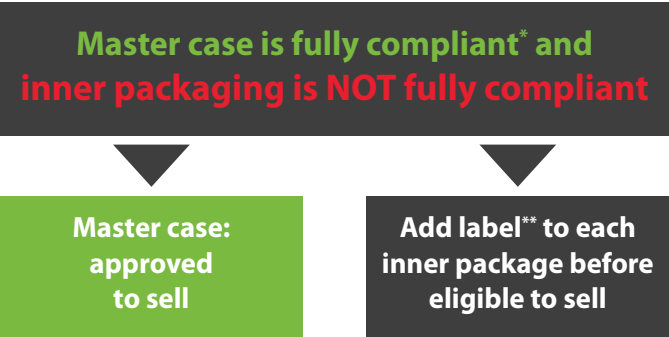 Master case is fully compliant* and
inner packaging is NOT fully compliant
Master case:
approved
to sell
Add label** to each
inner package before
eligible to sell